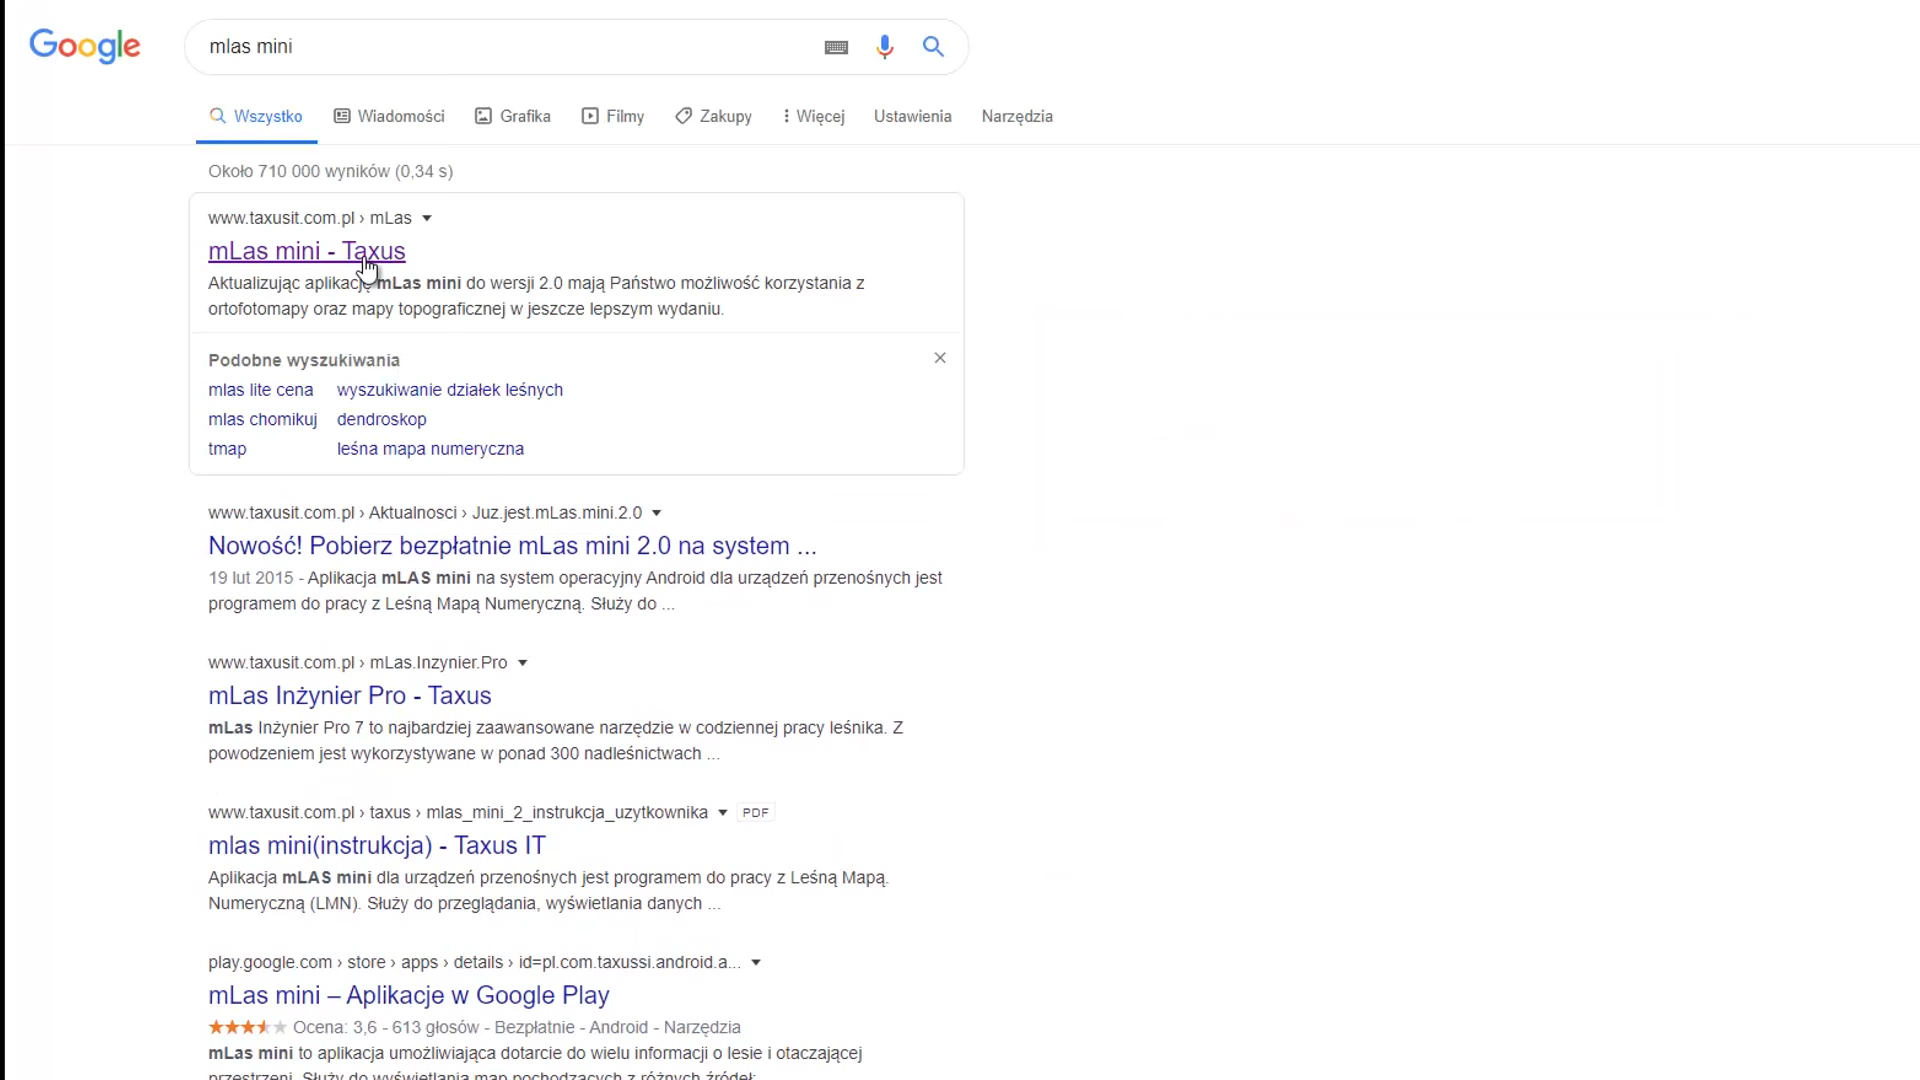 Google
mlas mini
Wszystko Wiadomości Grafika Filmy Zakupy Więcej Ustawienia Narzędzia
Około 710 000 wyników (0,34 s)
www.taxusit.com.pl › mLas
mLas mini - Taxus
Aktualizując aplikację mLas mini do wersji 2.0 mają Państwo możliwość korzystania z
ortofotomapy oraz mapy topograficznej w jeszcze lepszym wydaniu.
Podobne wyszukiwania
mlas lite cena wyszukiwanie działek leśnych
mlas chomikuj dendroskop
tmap leśna mapa numeryczna
www.taxusit.com.pl › Aktualnosci › Juz.jest.mLas.mini.2.0
Nowość! Pobierz bezpłatnie mLas mini 2.0 na system ...
19 lut 2015 - Aplikacja mLAS mini na system operacyjny Android dla urządzeń przenośnych jest
programem do pracy z Leśną Mapą Numeryczną. Służy do ...
www.taxusit.com.pl › mLas.Inzynier.Pro
mLas Inżynier Pro - Taxus
mLas Inżynier Pro 7 to najbardziej zaawansowane narzędzie w codziennej pracy leśnika. Z
powodzeniem jest wykorzystywane w ponad 300 nadleśnictwach ...
www.taxusit.com.pl › taxus › mlas_mini_2_instrukcja_uzytkownika PDF
mlas mini(instrukcja) - Taxus IT
Aplikacja mLAS mini dla urządzeń przenośnych jest programem do pracy z Leśną Mapą.
Numeryczną (LMN). Służy do przeglądania, wyświetlania danych ...
play.google.com › store › apps › details › id=pl.com.taxussi.android.a...
mLas mini – Aplikacje w Google Play
Ocena: 3,6 - 613 głosów - Bezpłatnie - Android - Narzędzia
mLas mini to aplikacja umożliwiająca dotarcie do wielu informacji o lesie i otaczającej
przestrzeni. Służy do wyświetlania map pochodzących z różnych źródeł: